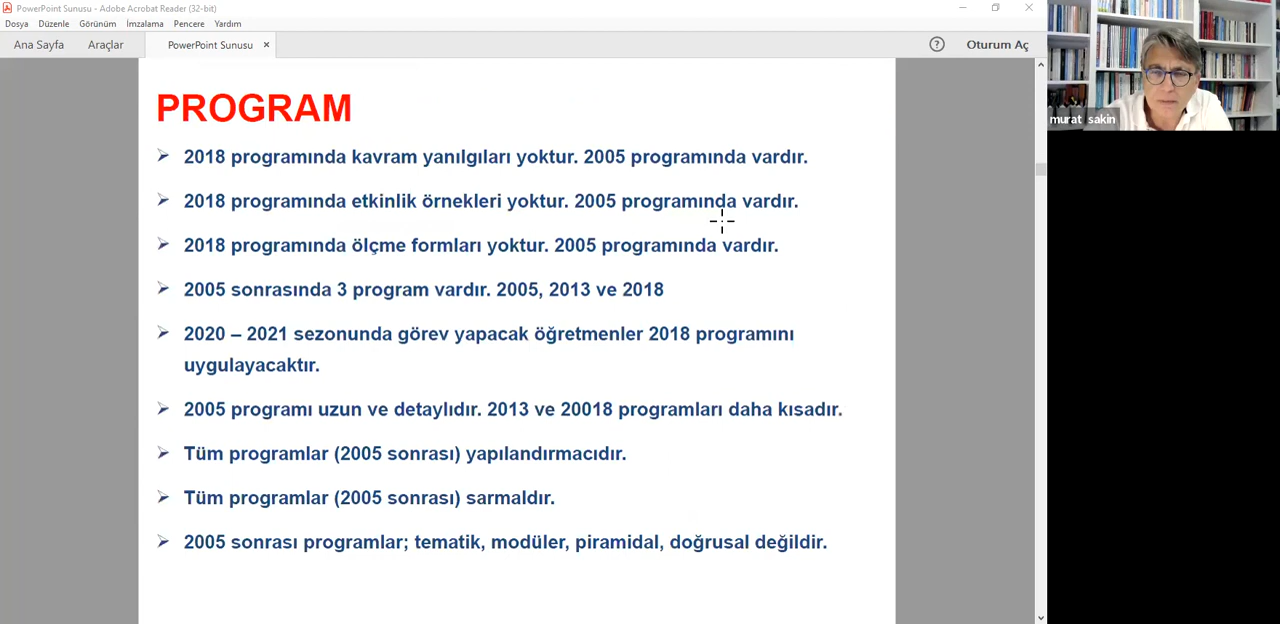 PowerPoint Sunusu - Adobe Acrobat Reader (32-bit)
Dosya Düzenle Görünüm İmzalama Pencere Yardım
Ana Sayfa Araçlar PowerPoint Sunusu × ? Oturum Aç
murat sakin
PROGRAM
2018 programında kavram yanılgıları yoktur. 2005 programında vardır.
2018 programında etkinlik örnekleri yoktur. 2005 programında vardır.
2018 programında ölçme formları yoktur. 2005 programında vardır.
2005 sonrasında 3 program vardır. 2005, 2013 ve 2018
2020 – 2021 sezonunda görev yapacak öğretmenler 2018 programını
uygulayacaktır.
2005 programı uzun ve detaylıdır. 2013 ve 20018 programları daha kısadır.
Tüm programlar (2005 sonrası) yapılandırmacıdır.
Tüm programlar (2005 sonrası) sarmaldır.
2005 sonrası programlar; tematik, modüler, piramidal, doğrusal değildir.